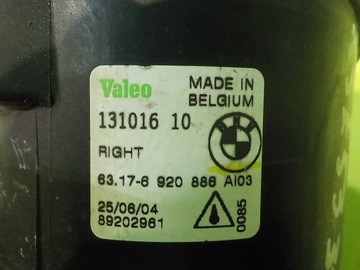 Valeo
MADE IN
BELGIUM
131016 10
RIGHT
63.17-6 920 886 AI03
25/06/04
89202961
0085